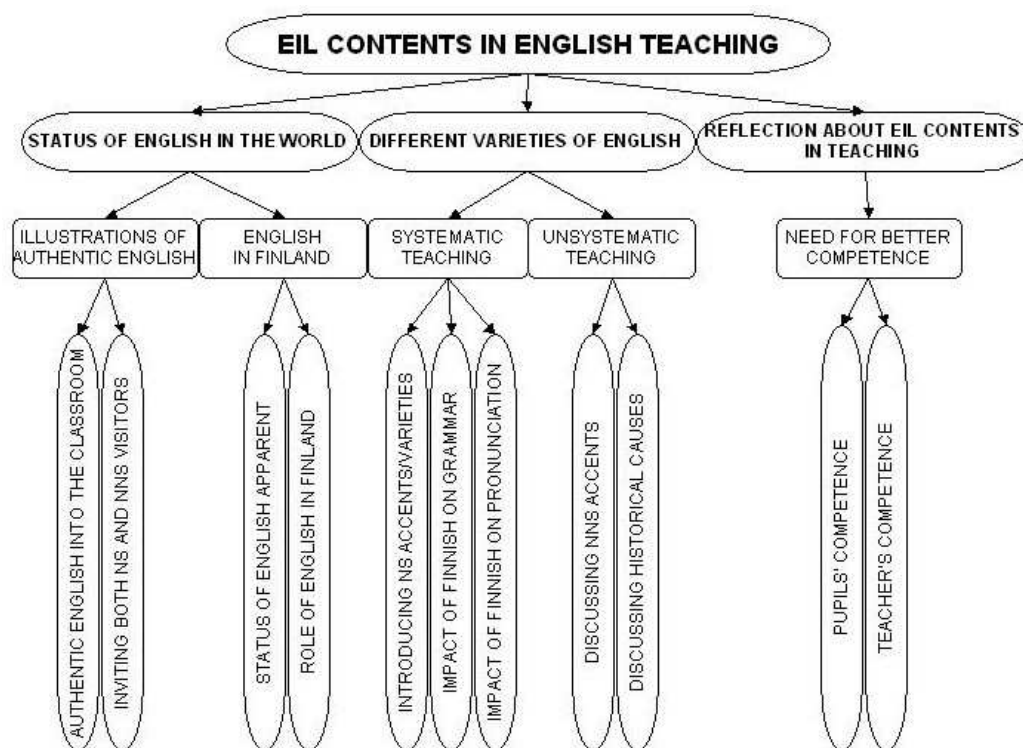 EIL CONTENTS IN ENGLISH TEACHING
STATUS OF ENGLISH IN THE WORLD
DIFFERENT VARIETIES OF ENGLISH
REFLECTION ABOUT EIL CONTENTS
IN TEACHING
ILLUSTRATIONS OF
AUTHENTIC ENGLISH
ENGLISH
IN FINLAND
SYSTEMATIC
TEACHING
UNSYSTEMATIC
TEACHING
NEED FOR BETTER
COMPETENCE
AUTHENTIC ENGLISH INTO THE CLASSROOM
INVITING BOTH NS AND NNS VISITORS
STATUS OF ENGLISH APPARENT
ROLE OF ENGLISH IN FINLAND
INTRODUCING NS ACCENTS/VARIETIES
IMPACT OF FINNISH ON GRAMMAR
IMPACT OF FINNISH ON PRONUNCIATION
DISCUSSING NNS ACCENTS
DISCUSSING HISTORICAL CAUSES
PUPILS' COMPETENCE
TEACHER'S COMPETENCE